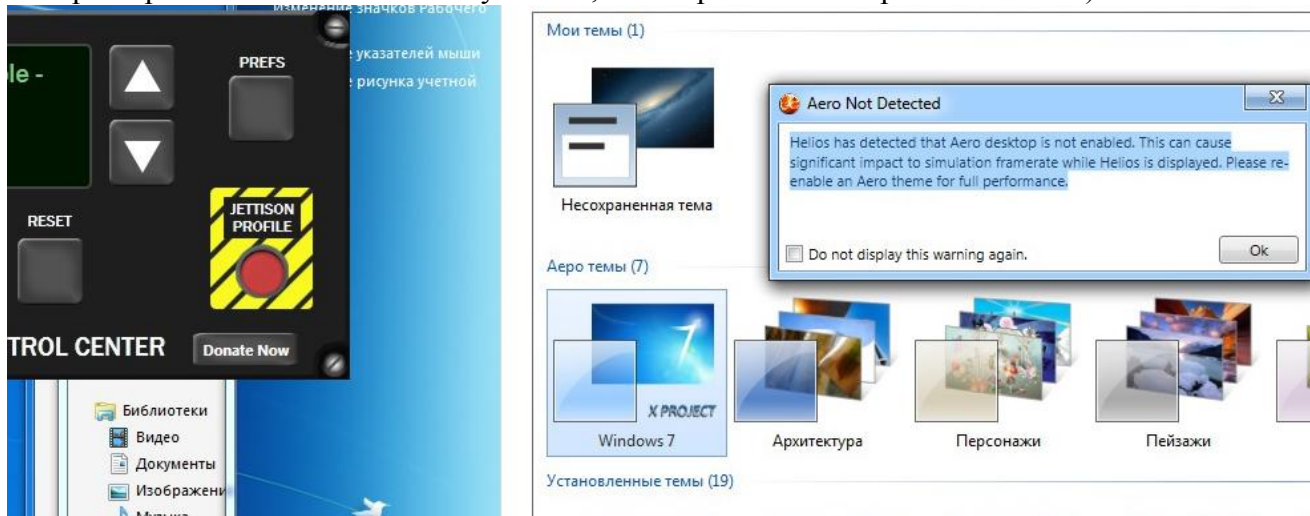 Изменение значков Рабочего
е указателей мыши
е рисунка учетной
le -
PREFS
RESET
JETTISON
PROFILE
TROL CENTER
Donate Now
Библиотеки
Видео
Документы
Изображени
Мои темы (1)
Несохраненная тема
Aero Not Detected
Helios has detected that Aero desktop is not enabled. This can cause
significant impact to simulation framerate while Helios is displayed. Please re-
enable an Aero theme for full performance.
Do not display this warning again.
Ok
Аеро темы (7)
7
X PROJECT
Windows 7
Архитектура
Персонажи
Пейзажи
Установленные темы (19)